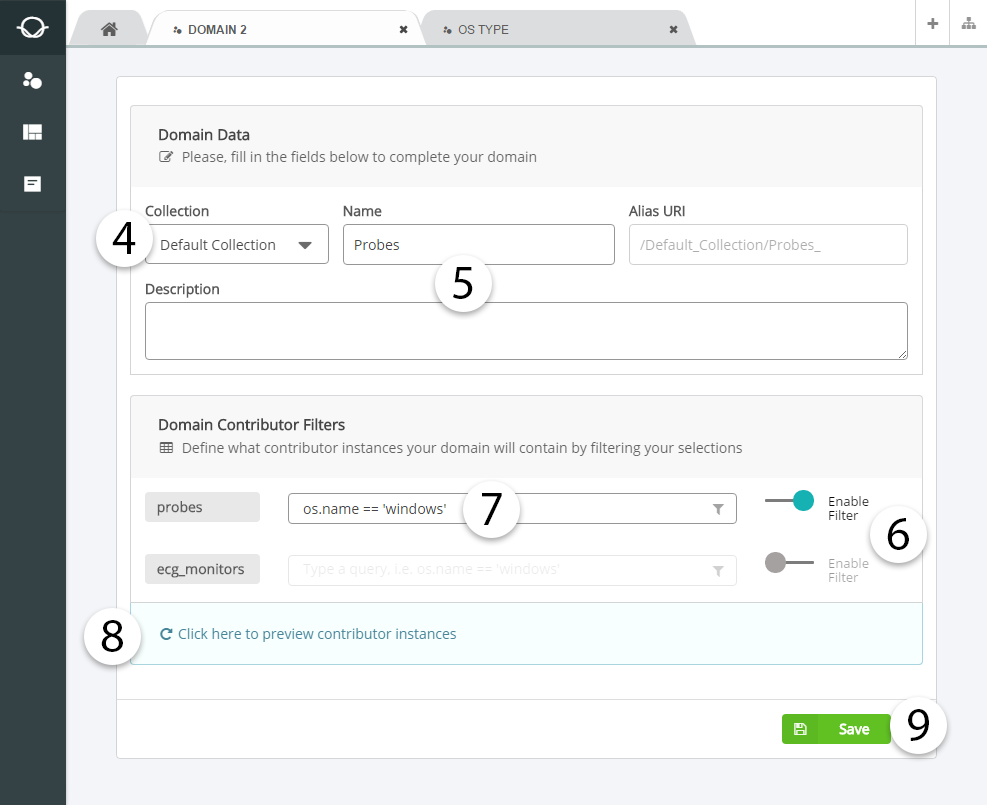 DOMAIN 2
OS TYPE
Domain Data
Please, fill in the fields below to complete your domain
Collection
Name
Alias URI
4
Default Collection
Probes
/Default_Collection/Probes_
5
Description
Domain Contributor Filters
Define what contributor instances your domain will contain by filtering your selections
probes
os.name == 'windows'
7
Enable
Filter
6
ecg_monitors
Type a query, i.e. os.name == 'windows'
Enable
Filter
8
Click here to preview contributor instances
Save
9